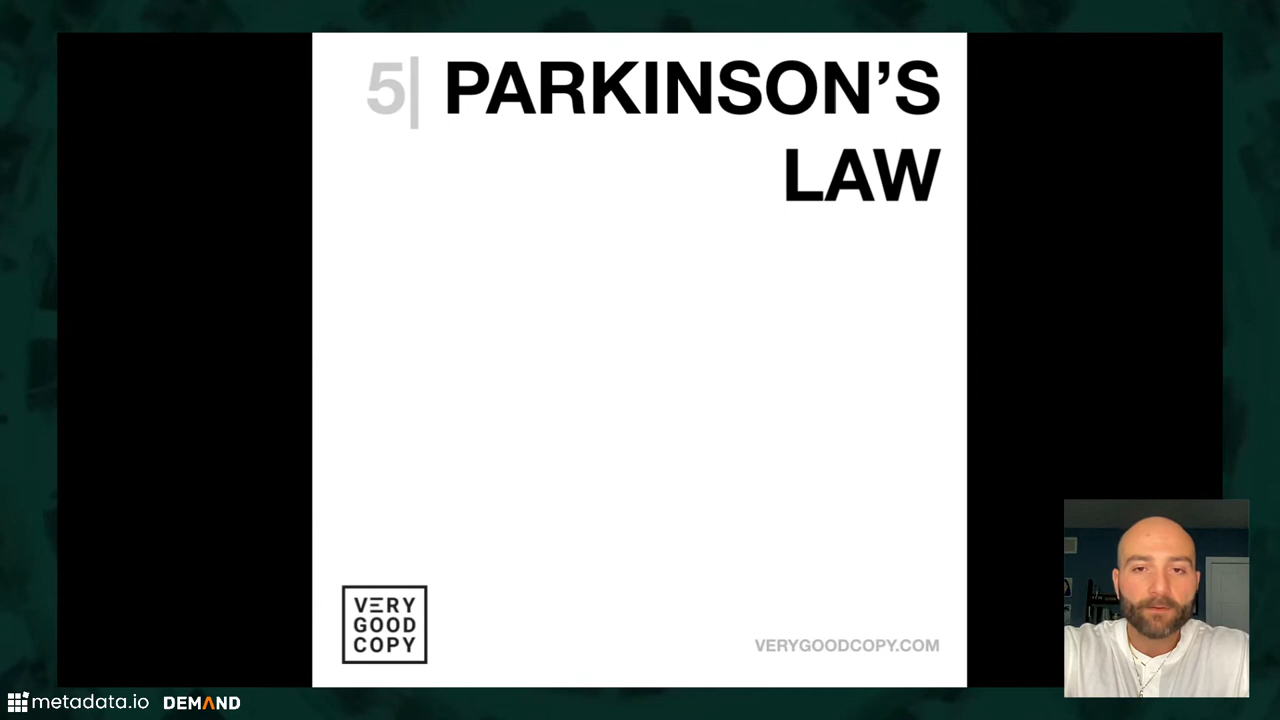 5| PARKINSON’S
LAW
VERY
GOOD
COPY
VERYGOODCOPY.COM
metadata.io DEMAND